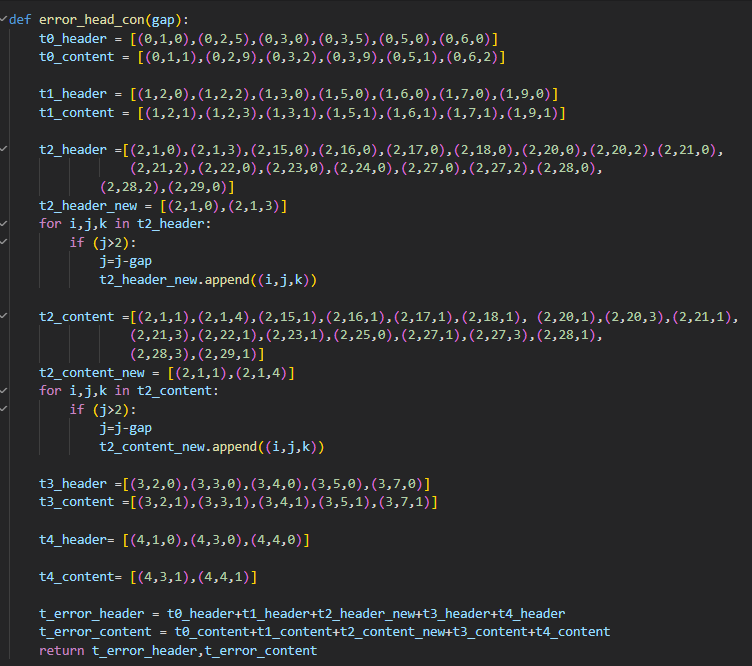 def error_head_con(gap):
    t0_header = [(0,1,0),(0,2,5),(0,3,0),(0,3,5),(0,5,0),(0,6,0)]
    t0_content = [(0,1,1),(0,2,9),(0,3,2),(0,3,9),(0,5,1),(0,6,2)]

    t1_header = [(1,2,0),(1,2,2),(1,3,0),(1,5,0),(1,6,0),(1,7,0),(1,9,0)]
    t1_content = [(1,2,1),(1,2,3),(1,3,1),(1,5,1),(1,6,1),(1,7,1),(1,9,1)]

    t2_header =[(2,1,0),(2,1,3),(2,15,0),(2,16,0),(2,17,0),(2,18,0),(2,20,0),(2,20,2),(2,21,0),
                (2,21,2),(2,22,0),(2,23,0),(2,24,0),(2,27,0),(2,27,2),(2,28,0),
            (2,28,2),(2,29,0)]
    t2_header_new = [(2,1,0),(2,1,3)]
    for i,j,k in t2_header:
        if (j>2):
            j=j-gap
            t2_header_new.append((i,j,k))

    t2_content =[(2,1,1),(2,1,4),(2,15,1),(2,16,1),(2,17,1),(2,18,1), (2,20,1),(2,20,3),(2,21,1),
                (2,21,3),(2,22,1),(2,23,1),(2,25,0),(2,27,1),(2,27,3),(2,28,1),
                (2,28,3),(2,29,1)]
    t2_content_new = [(2,1,1),(2,1,4)]
    for i,j,k in t2_content:
        if (j>2):
            j=j-gap
            t2_content_new.append((i,j,k))

    t3_header =[(3,2,0),(3,3,0),(3,4,0),(3,5,0),(3,7,0)]
    t3_content =[(3,2,1),(3,3,1),(3,4,1),(3,5,1),(3,7,1)]

    t4_header= [(4,1,0),(4,3,0),(4,4,0)]

    t4_content= [(4,3,1),(4,4,1)]

    t_error_header = t0_header+t1_header+t2_header_new+t3_header+t4_header
    t_error_content = t0_content+t1_content+t2_content_new+t3_content+t4_content
    return t_error_header,t_error_content